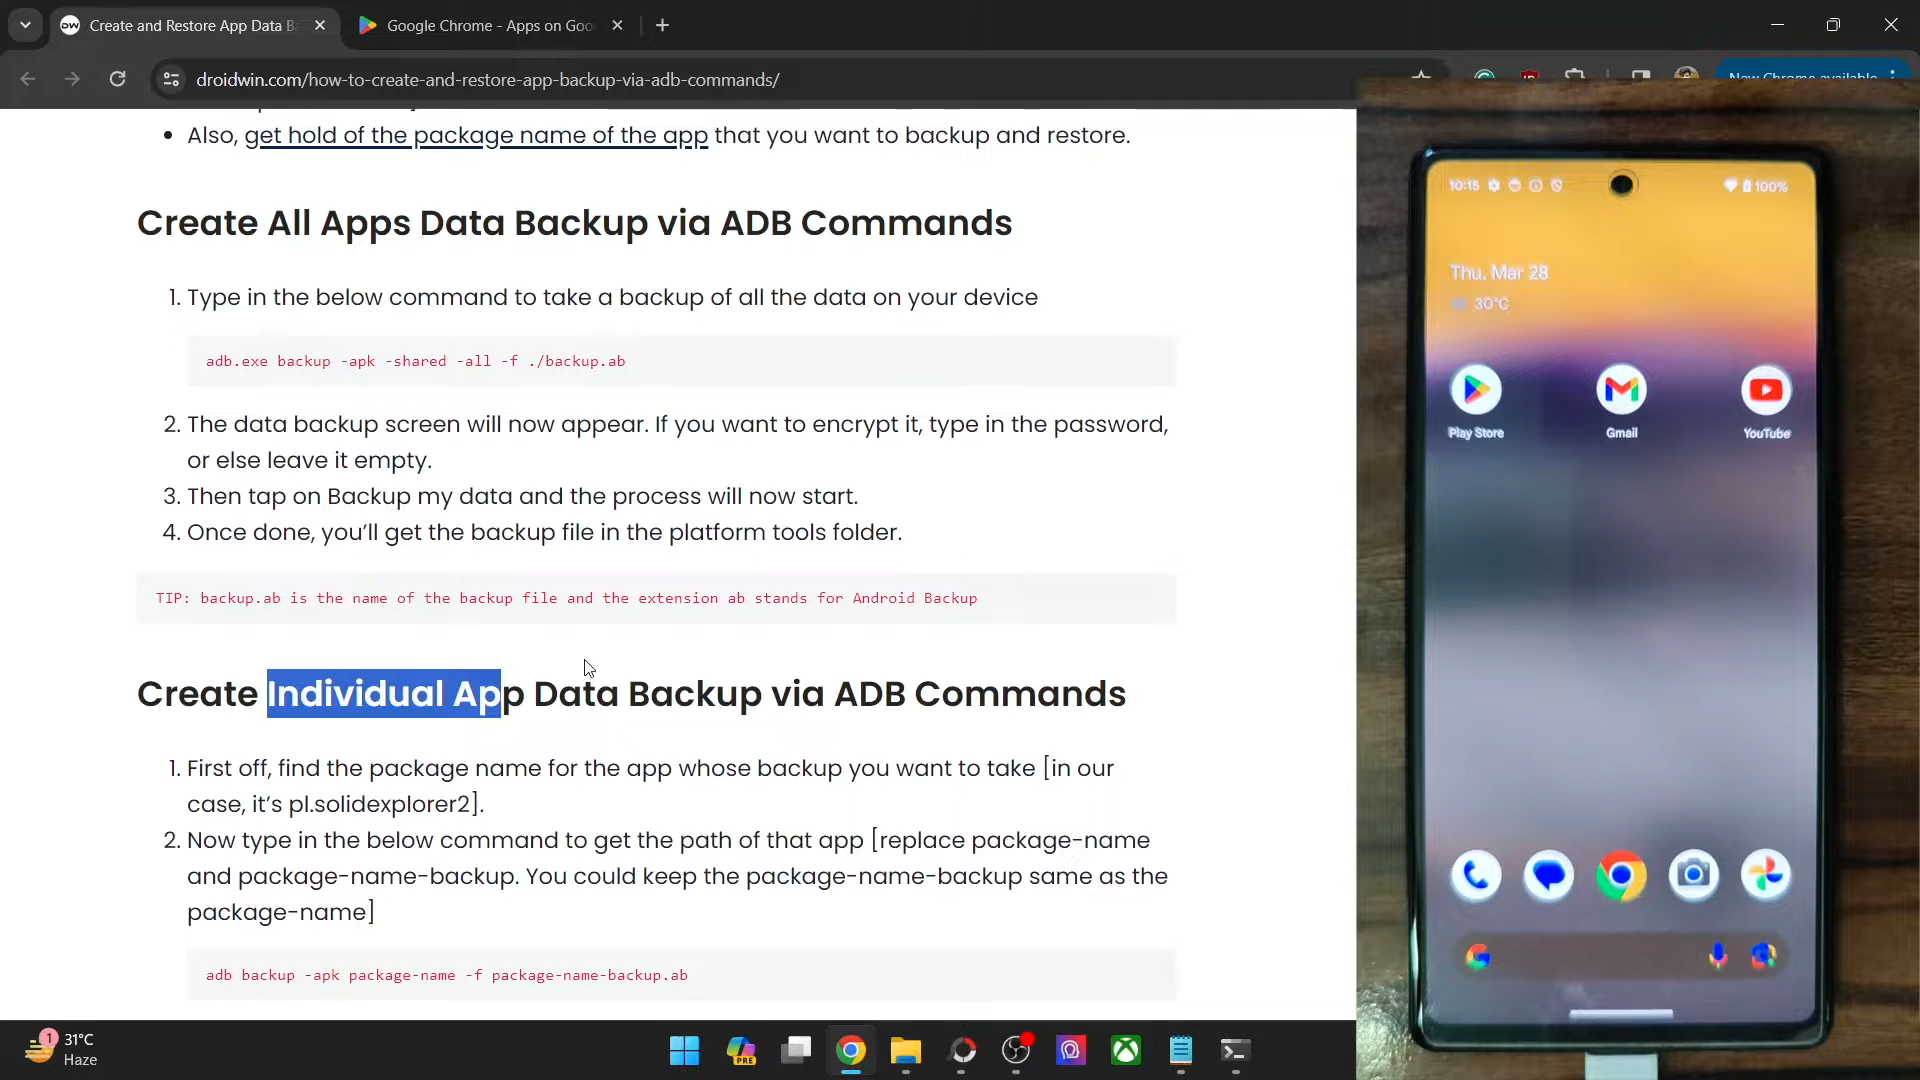 Create and Restore App Data B
Google Chrome - Apps on Goo
droidwin.com/how-to-create-and-restore-app-backup-via-adb-commands/
New Chrome available
• Also, get hold of the package name of the app that you want to backup and restore.
Create All Apps Data Backup via ADB Commands
1. Type in the below command to take a backup of all the data on your device
adb.exe backup -apk -shared -all -f ./backup.ab
2. The data backup screen will now appear. If you want to encrypt it, type in the password,
or else leave it empty.
3. Then tap on Backup my data and the process will now start.
4. Once done, you’ll get the backup file in the platform tools folder.
TIP: backup.ab is the name of the backup file and the extension ab stands for Android Backup
Create Individual App Data Backup via ADB Commands
1. First off, find the package name for the app whose backup you want to take [in our
case, it’s pl.solidexplorer2].
2. Now type in the below command to get the path of that app [replace package-name
and package-name-backup. You could keep the package-name-backup same as the
package-name]
adb backup -apk package-name -f package-name-backup.ab
10:15
100%
Thu, Mar 28
30°C
Play Store
Gmail
YouTube
1
31°C
Haze
PRE